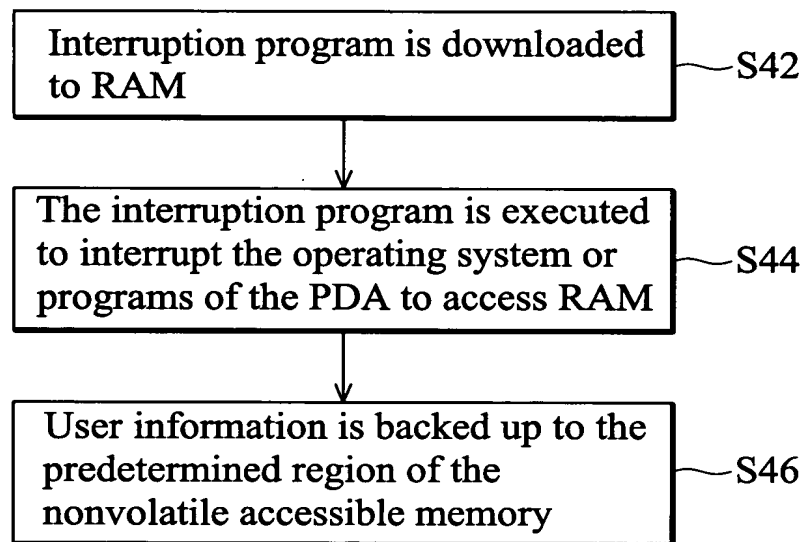 Interruption program is downloaded
to RAM
S42
The interruption program is executed
to interrupt the operating system or
programs of the PDA to access RAM
S44
User information is backed up to the
predetermined region of the
nonvolatile accessible memory
S46